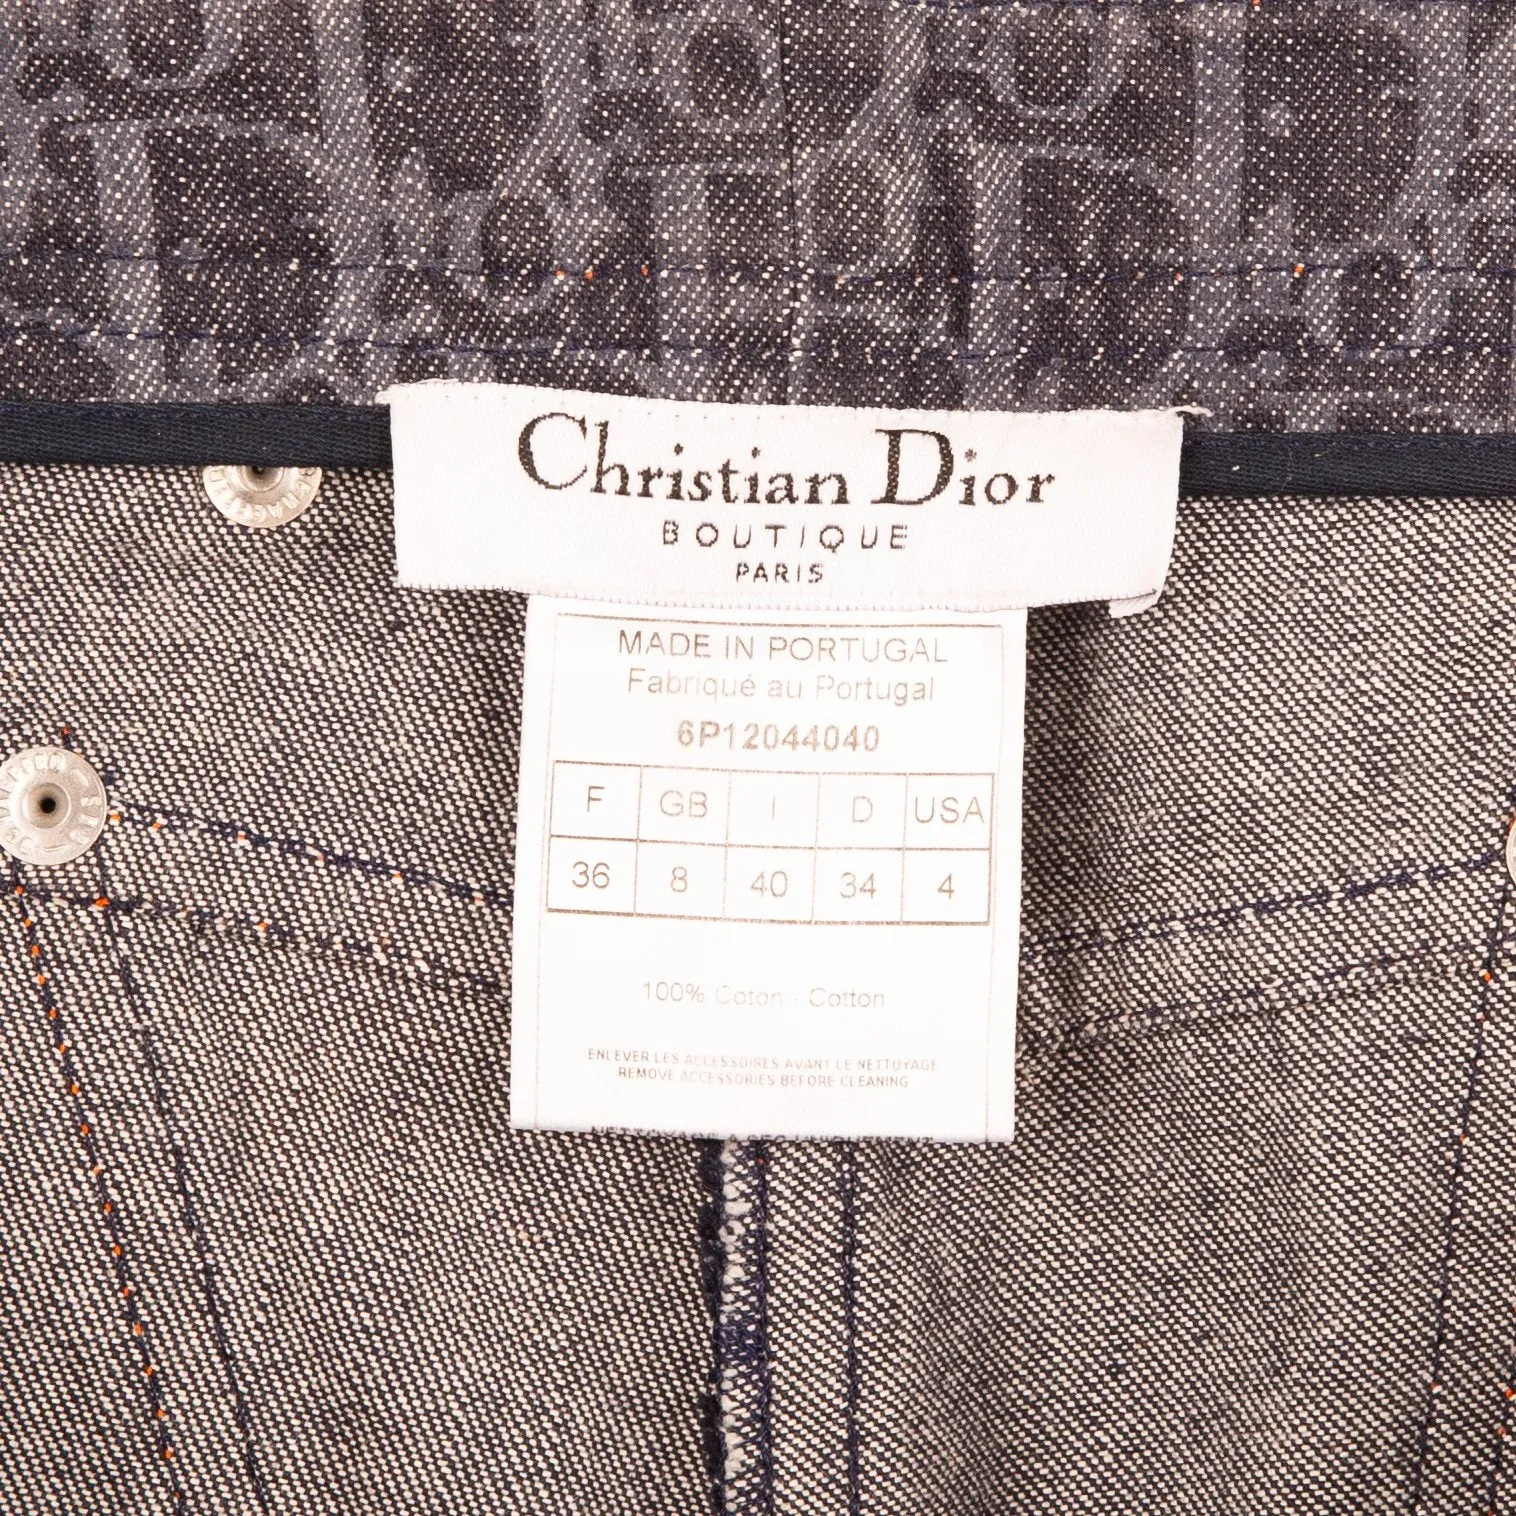 Christian Dior
BOUTIQUE
PARIS
MADE IN PORTUGAL
Fabriqué au Portugal
6P12044040
F GB I D USA
36 8 40 34 4
100% Coton - Cotton
ENLEVER LES ACCESSOIRES AVANT LE NETTOYAGE
REMOVE ACCESSORIES BEFORE CLEANING